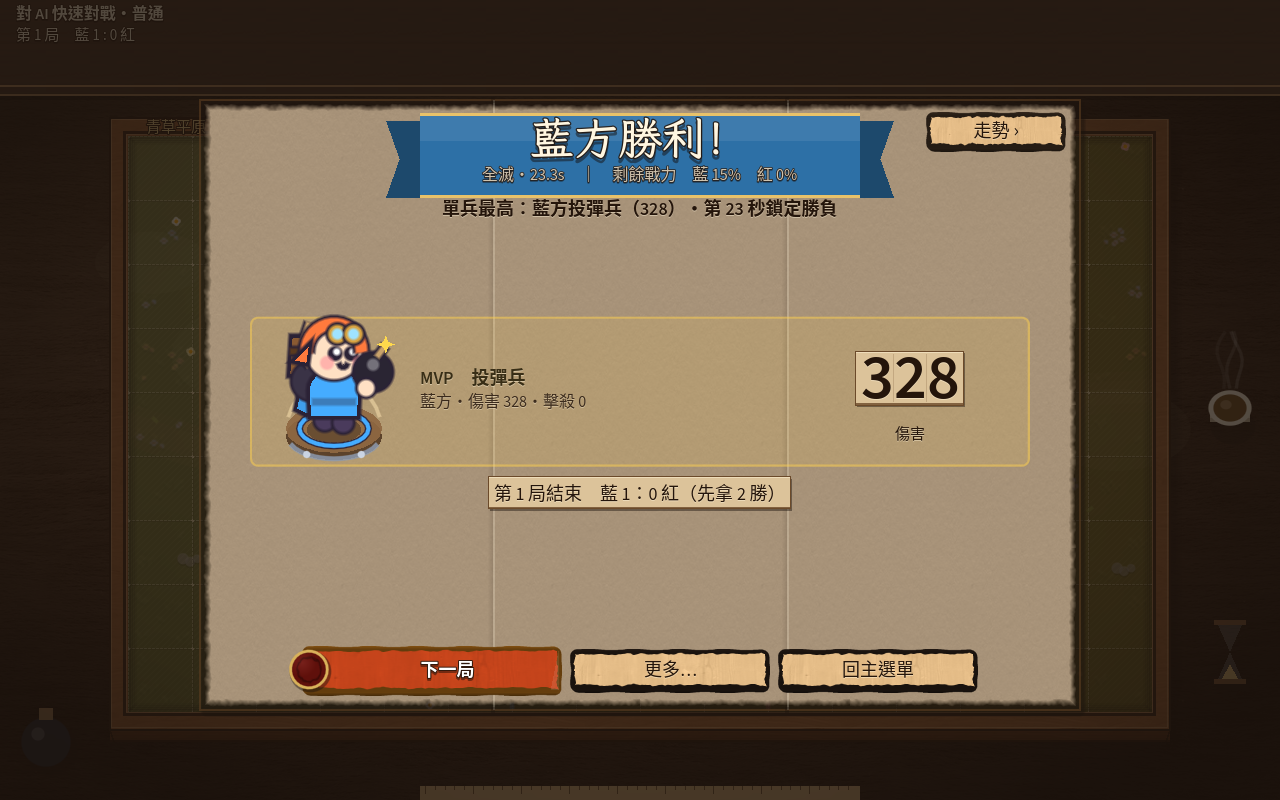 對 AI 快速對戰・普通
第 1 局　藍 1 : 0 紅
青草平原
走勢 ›
藍方勝利！
全滅・23.3s　｜　剩餘戰力　藍 15%　紅 0%
單兵最高：藍方投彈兵（328）・第 23 秒鎖定勝負
MVP　投彈兵
藍方・傷害 328・擊殺 0
328
傷害
第 1 局結束　藍 1：0 紅（先拿 2 勝）
下一局
更多…
回主選單